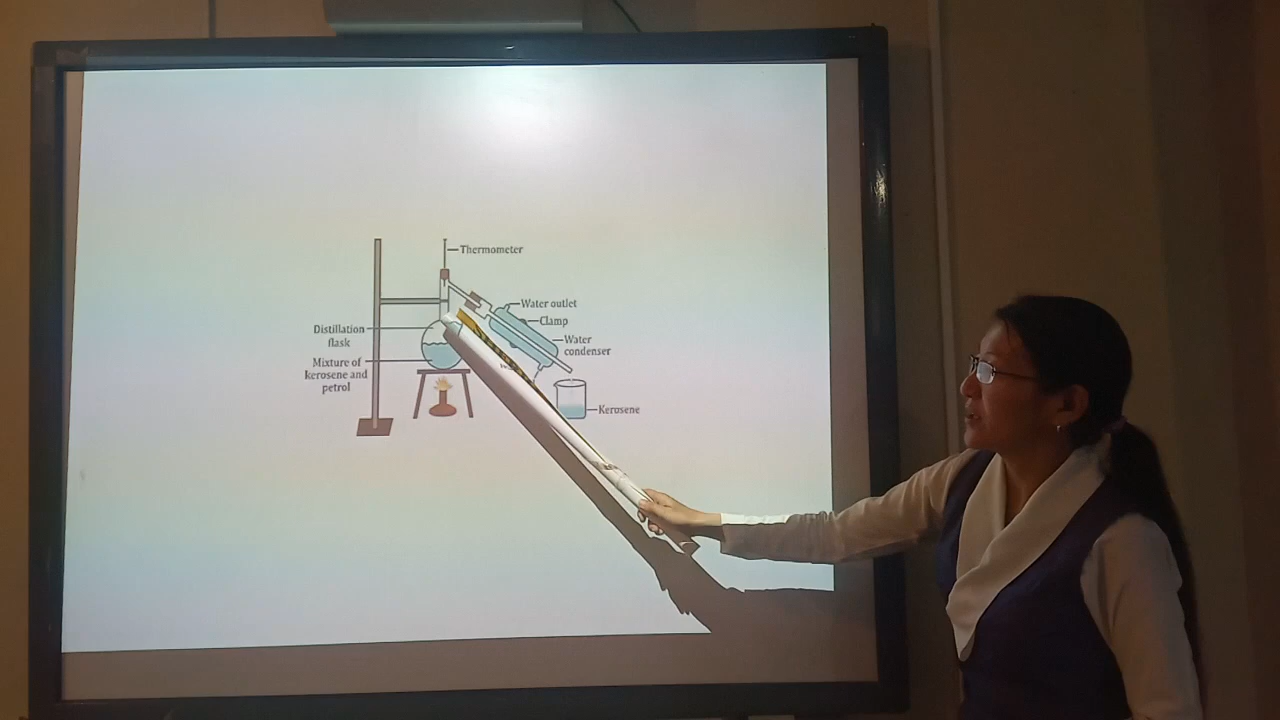 Thermometer
Water outlet
Clamp
Distillation
flask
Water
condenser
Mixture of
kerosene and
petrol
Kerosene